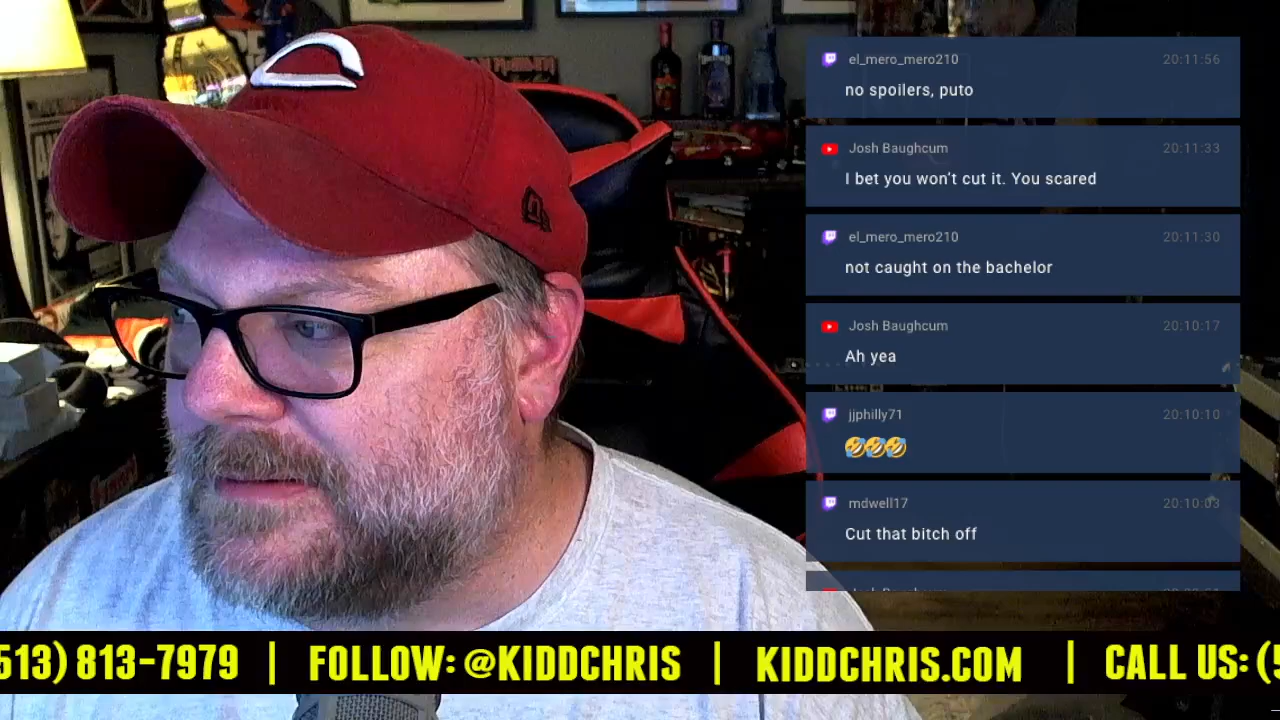 el_mero_mero210 20:11:56
no spoilers, puto
Josh Baughcum 20:11:33
I bet you won't cut it. You scared
el_mero_mero210 20:11:30
not caught on the bachelor
Josh Baughcum 20:10:17
Ah yea
jjphilly71 20:10:10
🤣🤣🤣
mdwell17 20:10:03
Cut that bitch off
513) 813-7979 | FOLLOW: @KIDDCHRIS | KIDDCHRIS.COM | CALL US: (5